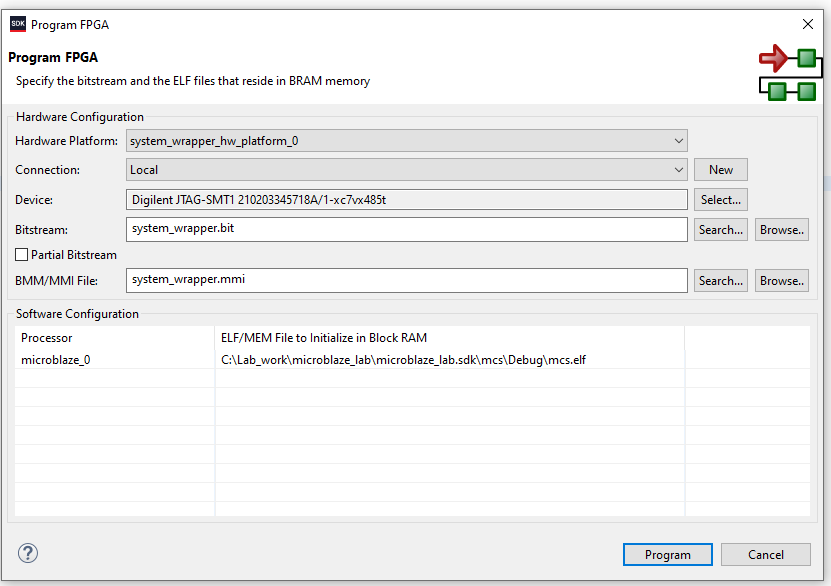 SDK Program FPGA
Program FPGA
Specify the bitstream and the ELF files that reside in BRAM memory
Hardware Configuration
Hardware Platform: system_wrapper_hw_platform_0
Connection: Local New
Device: Digilent JTAG-SMT1 210203345718A/1-xc7vx485t Select...
Bitstream: system_wrapper.bit Search... Browse..
Partial Bitstream
BMM/MMI File: system_wrapper.mmi Search... Browse..
Software Configuration
Processor ELF/MEM File to Initialize in Block RAM
microblaze_0 C:\Lab_work\microblaze_lab\microblaze_lab.sdk\mcs\Debug\mcs.elf
? Program Cancel